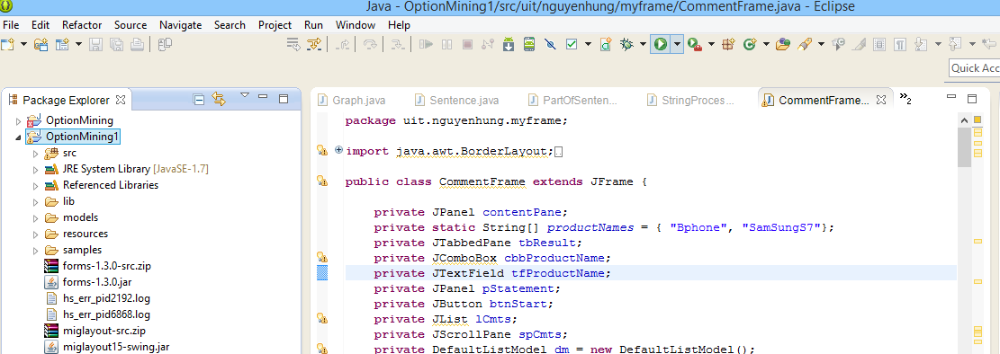 Java - OptionMining1/src/uit/nguyenhung/myframe/CommentFrame.java - Eclipse
File Edit Refactor Source Navigate Search Project Run Window Help
Quick Acc
Package Explorer
OptionMining
OptionMining1
src
JRE System Library [JavaSE-1.7]
Referenced Libraries
lib
models
resources
samples
forms-1.3.0-src.zip
forms-1.3.0.jar
hs_err_pid2192.log
hs_err_pid6868.log
miglayout-src.zip
miglayout15-swing.jar
Graph.java Sentence.java PartOfSenten... StringProces... CommentFrame... »2
package uit.nguyenhung.myframe;
import java.awt.BorderLayout;
public class CommentFrame extends JFrame {
private JPanel contentPane;
private static String[] productNames = { "Bphone", "SamSungS7"};
private JTabbedPane tbResult;
private JComboBox cbbProductName;
private JTextField tfProductName;
private JPanel pStatement;
private JButton btnStart;
private JList lCmts;
private JScrollPane spCmts;
private DefaultListModel dm = new DefaultListModel();